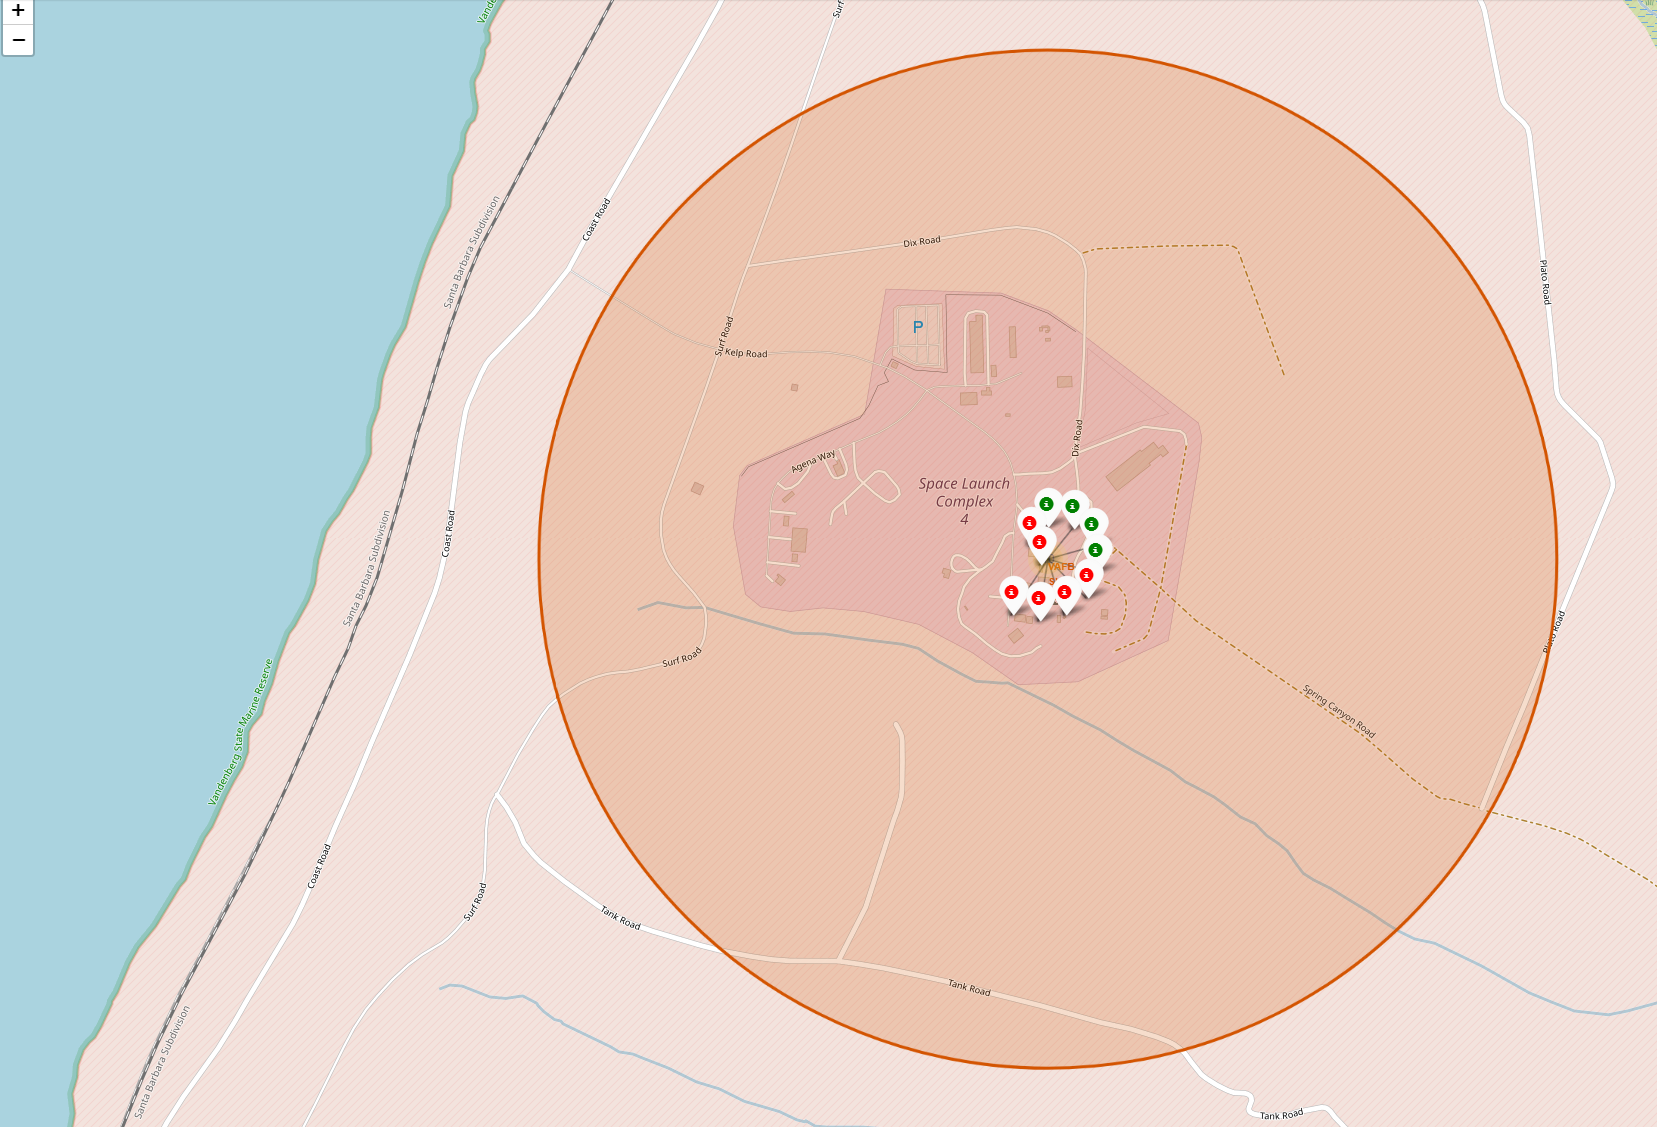 +
−
Surf
Santa Barbara Subdivision
Coast Road
Dix Road
Plato Road
P
Surf Road
Kelp Road
Dix Road
Agena Way
Space Launch
Complex
4
Coast Road
Santa Barbara Subdivision
Surf Road
Plato Road
Spring Canyon Road
Vandenberg State Marine Reserve
Coast Road
Surf Road
Tank Road
Tank Road
Santa Barbara Subdivision
Tank Road